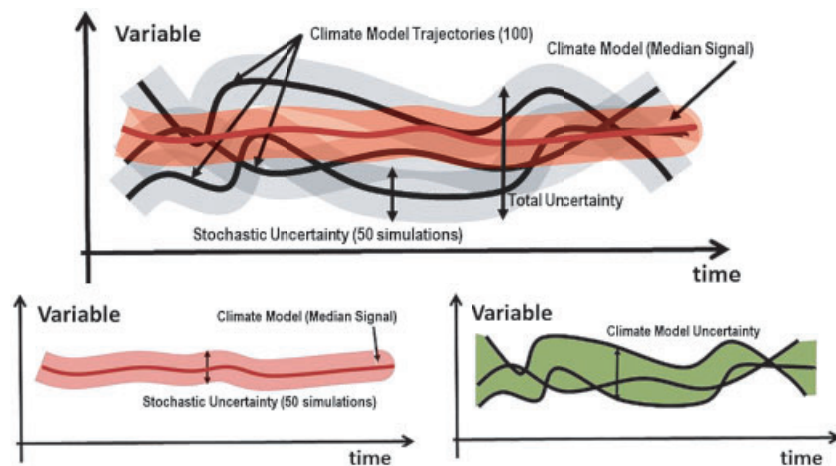 Variable
Climate Model Trajectories (100)
Climate Model (Median Signal)
Total Uncertainty
Stochastic Uncertainty (50 simulations)
time
Variable
Climate Model (Median Signal)
Stochastic Uncertainty (50 simulations)
time
Variable
Climate Model Uncertainty
time